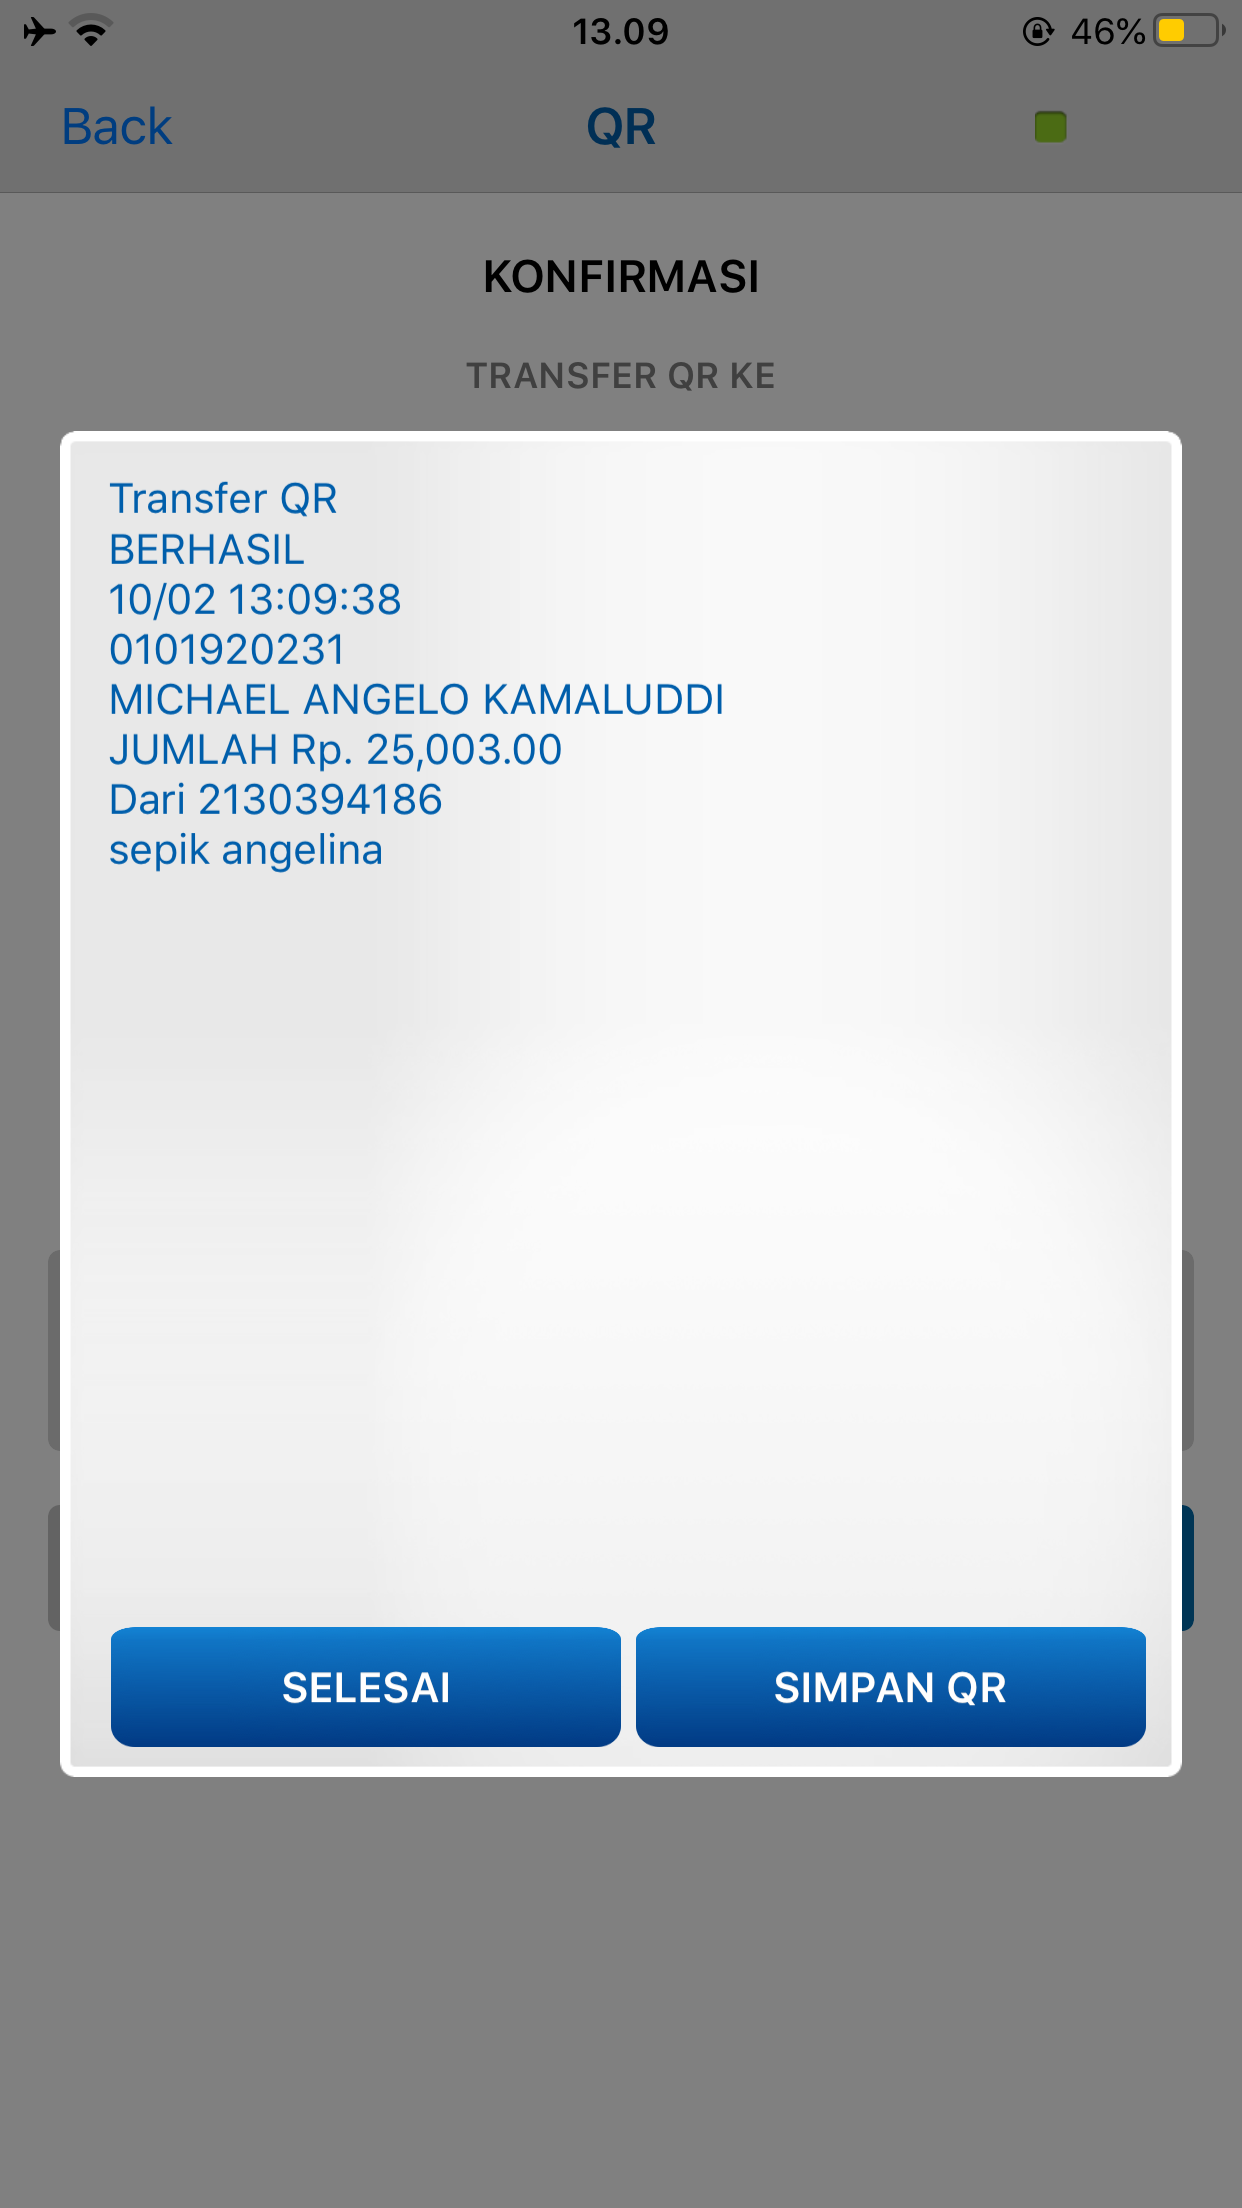 13.09
46%
Back
QR
KONFIRMASI
TRANSFER QR KE
Transfer QR
BERHASIL
10/02 13:09:38
0101920231
MICHAEL ANGELO KAMALUDDI
JUMLAH Rp. 25,003.00
Dari 2130394186
sepik angelina
SELESAI
SIMPAN QR